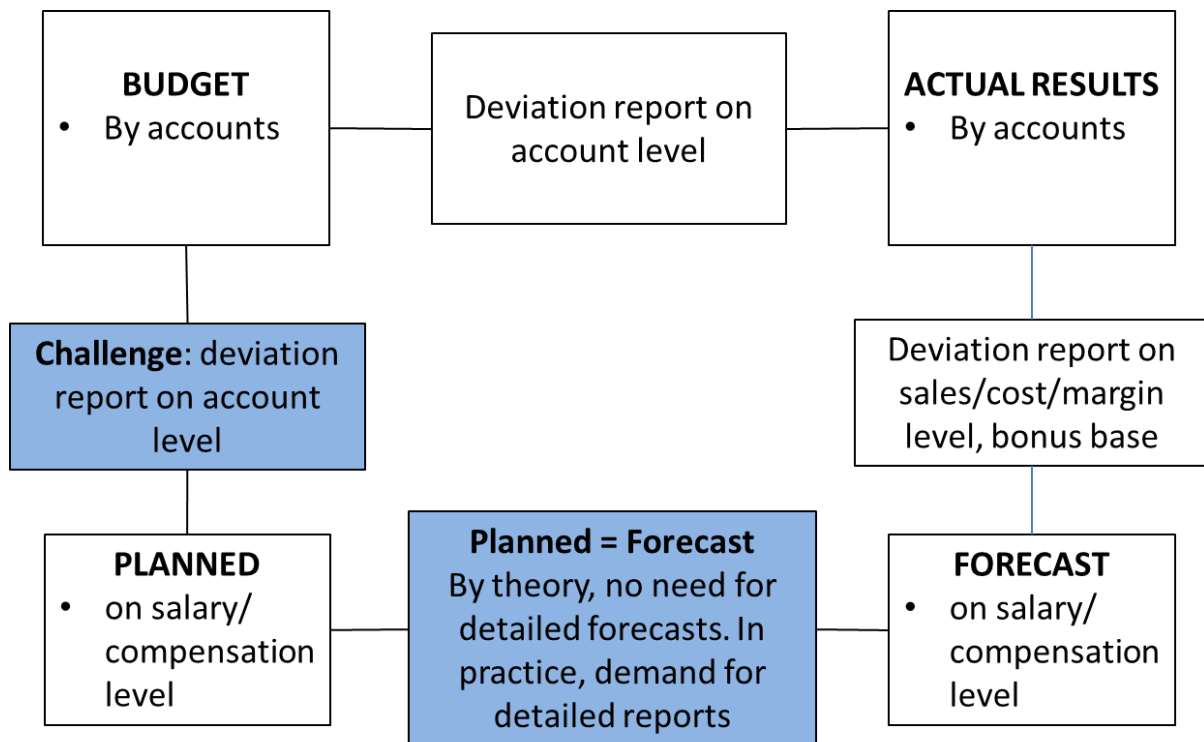 BUDGET
• By accounts
Deviation report on
account level
ACTUAL RESULTS
• By accounts
Challenge: deviation
report on account
level
Deviation report on
sales/cost/margin
level, bonus base
PLANNED
• on salary/
compensation
level
Planned = Forecast
By theory, no need for
detailed forecasts. In
practice, demand for
detailed reports
FORECAST
• on salary/
compensation
level